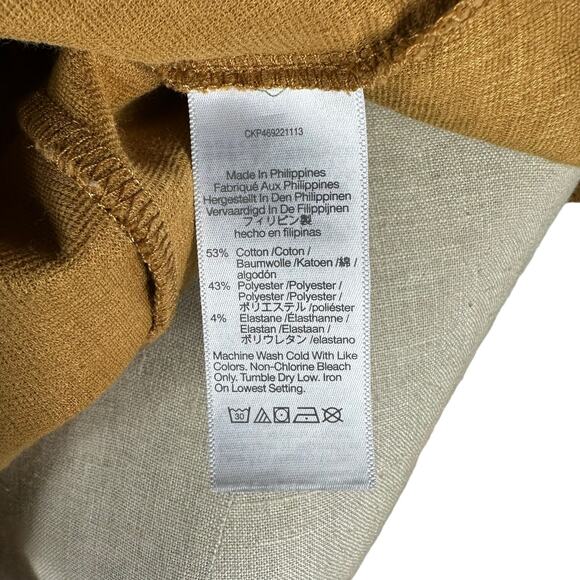 CKP469221113
Made In Philippines
Fabriqué Aux Philippines
Hergestellt In Den Philippinen
Vervaardigd In De Filippijnen
フィリピン製
hecho en filipinas
53% Cotton /Coton /
Baumwolle /Katoen /綿 /
algodón
43% Polyester /Polyester /
Polyester /Polyester /
ポリエステル /poliéster
4% Elastane /Élasthanne /
Elastan /Elastaan /
ポリウレタン /elastano
Machine Wash Cold With Like
Colors. Non-Chlorine Bleach
Only. Tumble Dry Low. Iron
On Lowest Setting.
30